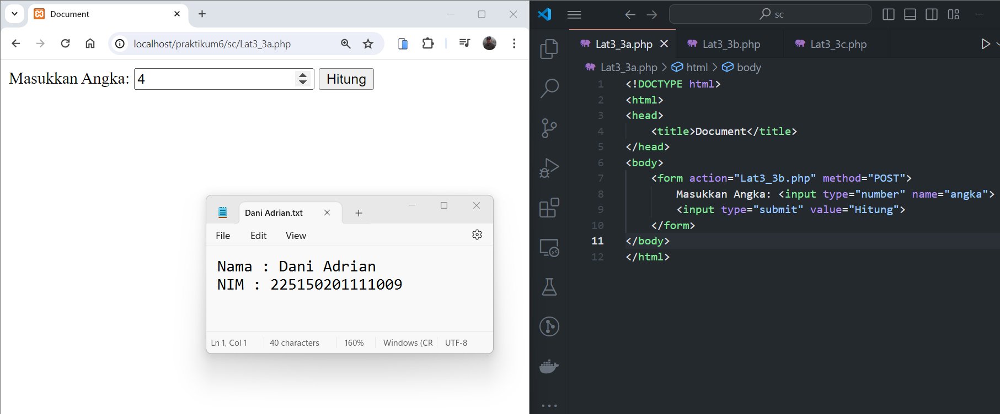 Document
localhost/praktikum6/sc/Lat3_3a.php
Masukkan Angka: 4 Hitung
Dani Adrian.txt
File Edit View
Nama : Dani Adrian
NIM : 225150201111009
Ln 1, Col 1 40 characters 160% Windows (CR UTF-8
sc
Lat3_3a.php Lat3_3b.php Lat3_3c.php
Lat3_3a.php > html > body
1 <!DOCTYPE html>
2 <html>
3 <head>
4 <title>Document</title>
5 </head>
6 <body>
7 <form action="Lat3_3b.php" method="POST">
8 Masukkan Angka: <input type="number" name="angka">
9 <input type="submit" value="Hitung">
10 </form>
11 </body>
12 </html>